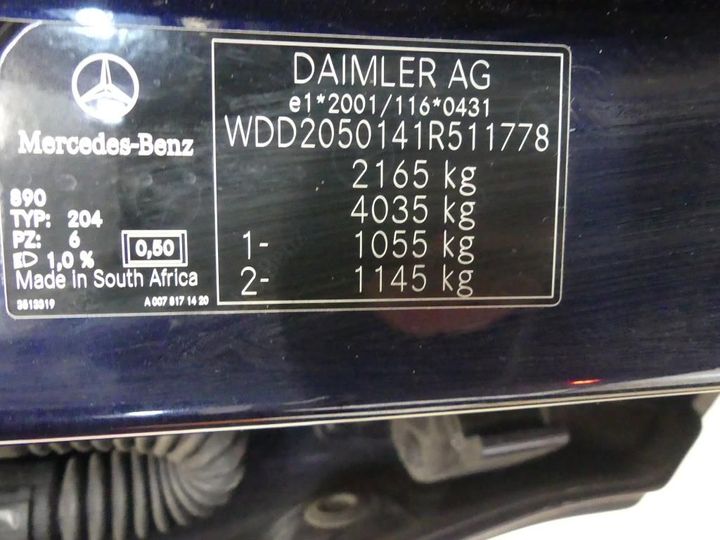 Mercedes-Benz
890
TYP: 204
PZ: 6
1,0 %
0,50
Made in South Africa
3813319
A 007 817 14 20
DAIMLER AG
e1*2001/116*0431
WDD2050141R511778
2165 kg
4035 kg
1- 1055 kg
2- 1145 kg